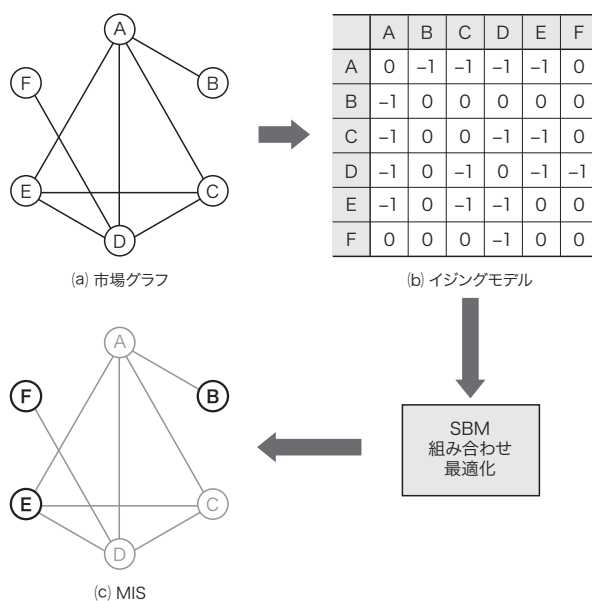 A
F
B
E
C
D
(a) 市場グラフ
A B C D E F
A 0 −1 −1 −1 −1 0
B −1 0 0 0 0 0
C −1 0 0 −1 −1 0
D −1 0 −1 0 −1 −1
E −1 0 −1 −1 0 0
F 0 0 0 −1 0 0
(b) イジングモデル
A
F
B
E
C
D
(c) MIS
SBM
組み合わせ
最適化